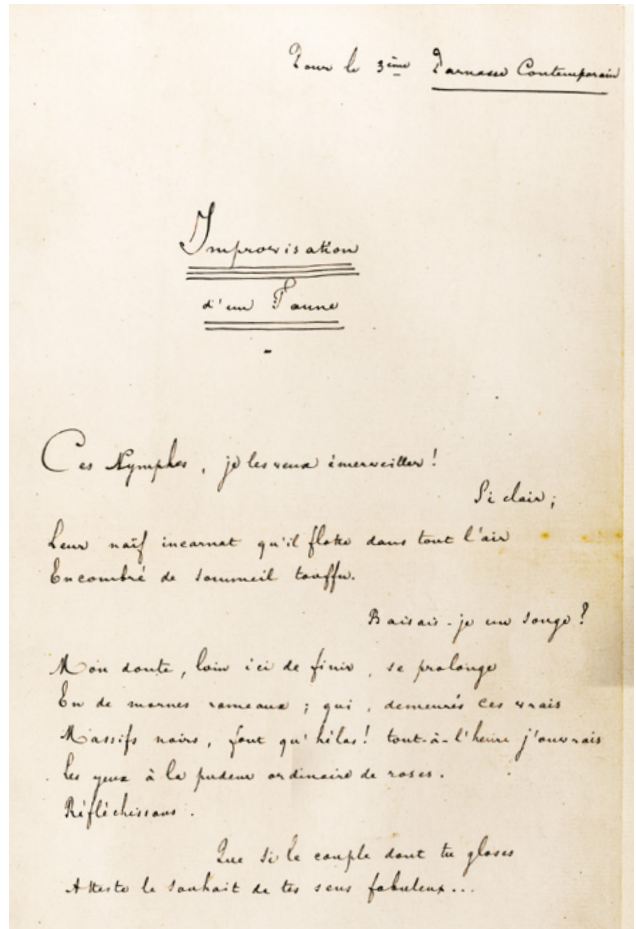 Pour le 3ème Parnasse Contemporain
Improvisation
d'un Faune
Ces Nymphes, je les veux émerveiller!
Si clair;
Leur naïf incarnat qu'il flotte dans tout l'air
Encombré de sommeil touffu.
Baisais-je un songe?
Mon doute, loin ici de finir, se prolonge
En de mornes rameaux; qui, demeurés ces vrais
Massifs noirs, font qu'hélas! tout-à-l'heure j'ouvrais
Les yeux à la pudeur ordinaire de roses.
Réfléchissons.
Que si le couple dont tu gloses
Atteste le souhait de tes sens fabuleux...